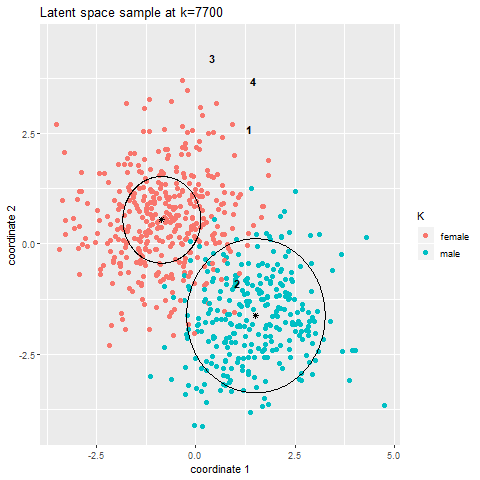 Latent space sample at k=7700
3
4
2.5
1
K
female
male
coordinate 2
0.0
2
-2.5
-2.5
0.0
2.5
5.0
coordinate 1